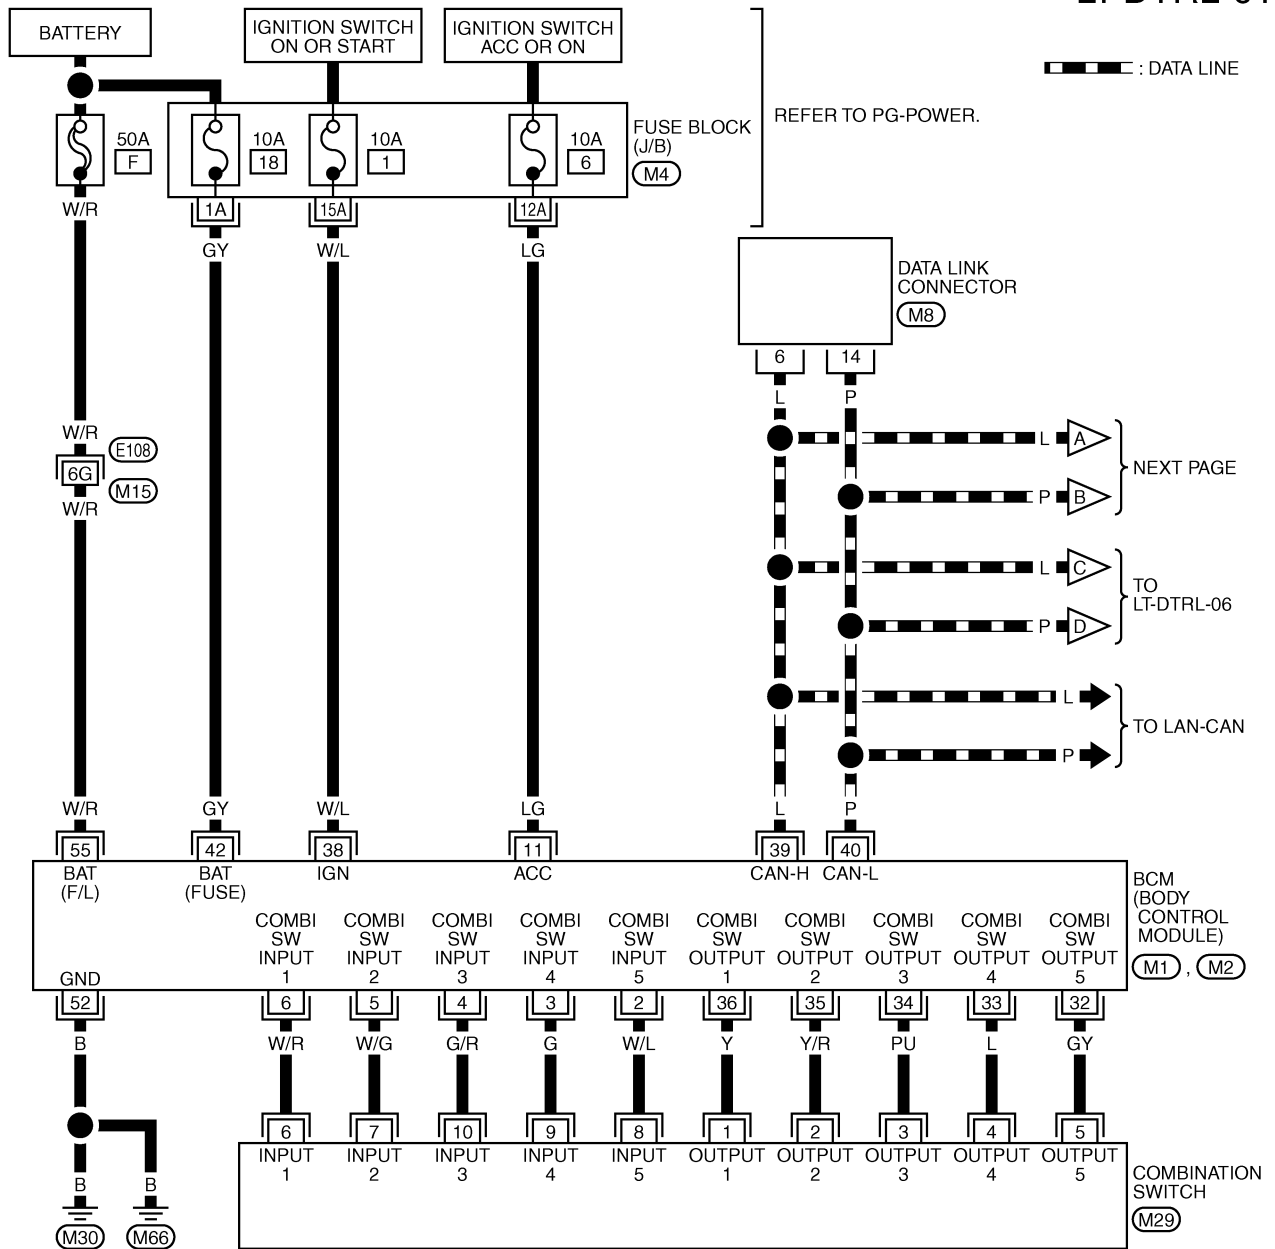 BATTERY
IGNITION SWITCH
ON OR START
IGNITION SWITCH
ACC OR ON
: DATA LINE
REFER TO PG-POWER.
50A
F
10A
18
10A
1
10A
6
FUSE BLOCK
(J/B)
M4
W/R
1A
15A
12A
GY
W/L
LG
DATA LINK
CONNECTOR
M8
6
14
L
P
L
A
P
B
NEXT PAGE
L
C
P
D
TO
LT-DTRL-06
L
P
TO LAN-CAN
W/R
E108
6G
M15
W/R
W/R
GY
W/L
LG
L
P
55
42
38
11
39
40
BAT
(F/L)
BAT
(FUSE)
IGN
ACC
CAN-H
CAN-L
BCM
(BODY
CONTROL
MODULE)
M1 , M2
COMBI
SW
INPUT
1
COMBI
SW
INPUT
2
COMBI
SW
INPUT
3
COMBI
SW
INPUT
4
COMBI
SW
INPUT
5
COMBI
SW
OUTPUT
1
COMBI
SW
OUTPUT
2
COMBI
SW
OUTPUT
3
COMBI
SW
OUTPUT
4
COMBI
SW
OUTPUT
5
GND
52
6
5
4
3
2
36
35
34
33
32
B
W/R
W/G
G/R
G
W/L
Y
Y/R
PU
L
GY
6
7
10
9
8
1
2
3
4
5
INPUT
1
INPUT
2
INPUT
3
INPUT
4
INPUT
5
OUTPUT
1
OUTPUT
2
OUTPUT
3
OUTPUT
4
OUTPUT
5
COMBINATION
SWITCH
M29
B
B
M30
M66